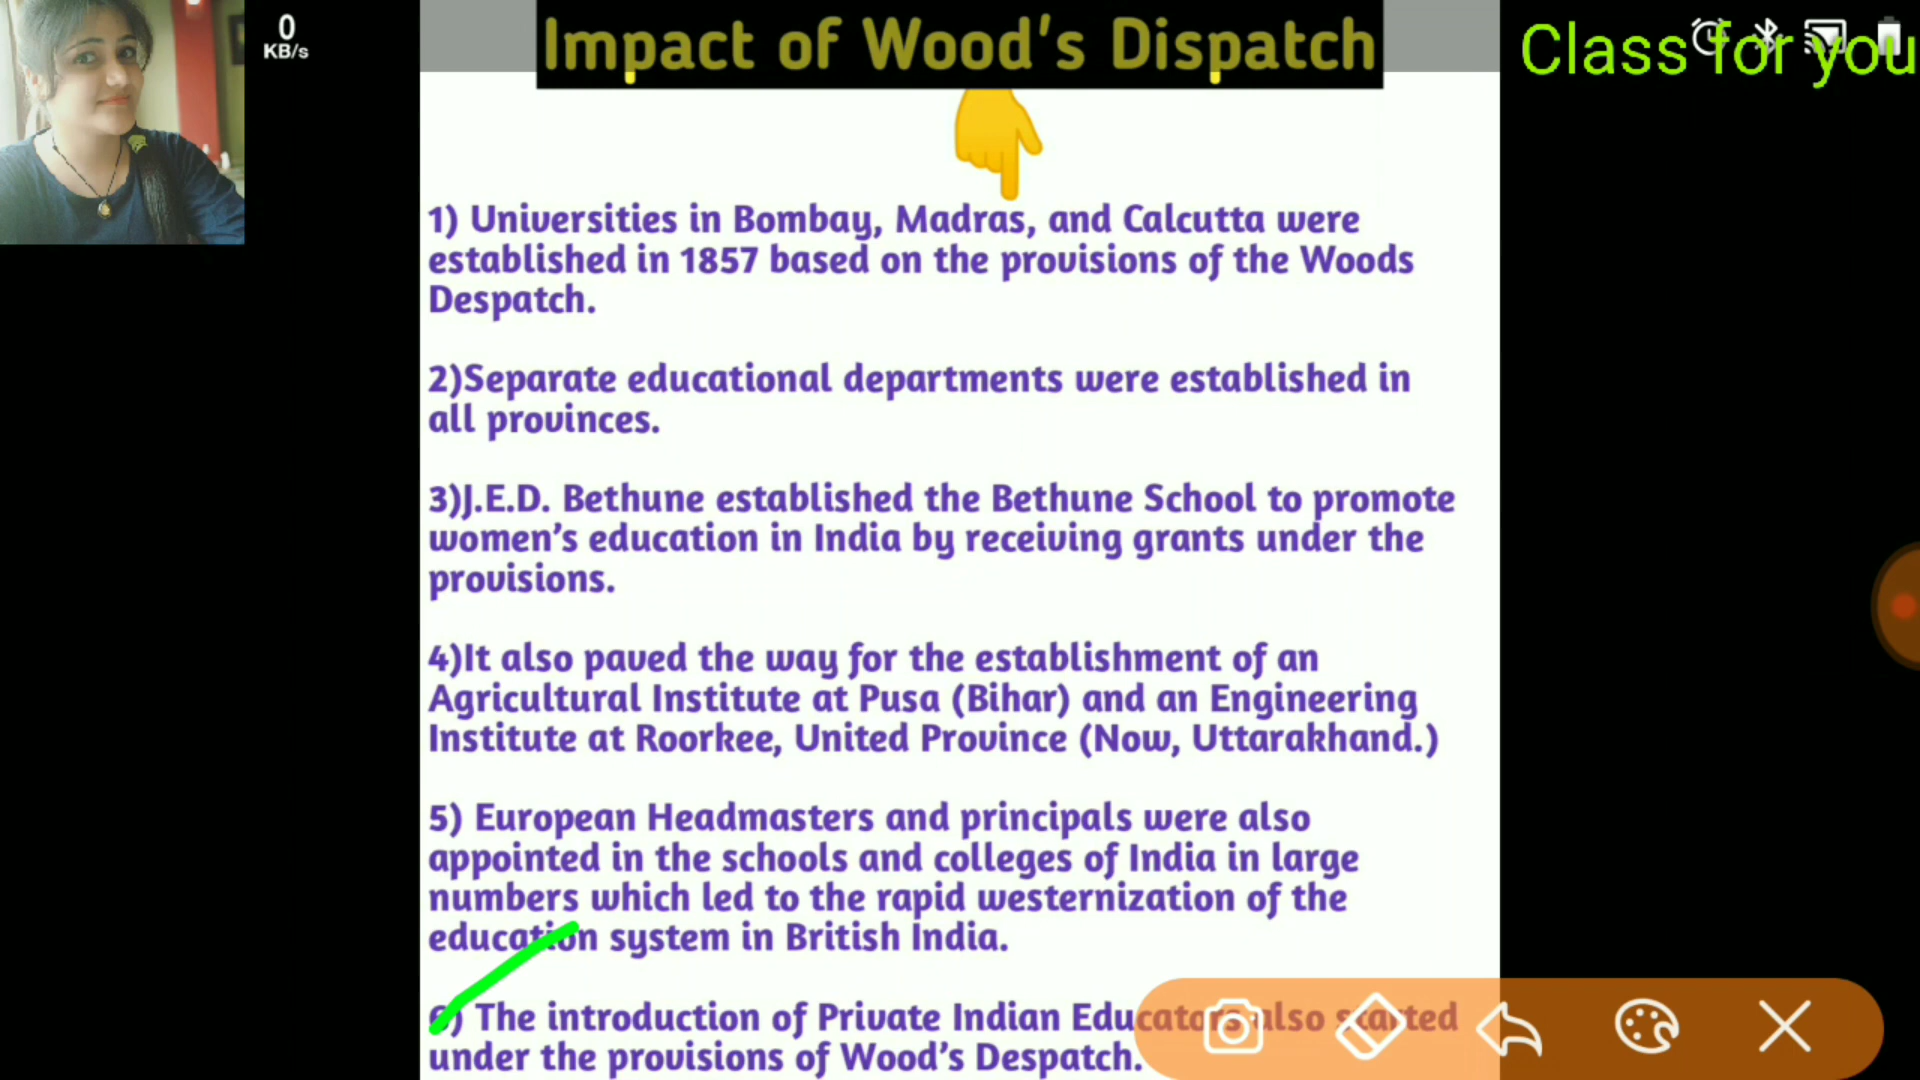 0
KB/s
Impact of Wood's Dispatch
Class for you
1) Universities in Bombay, Madras, and Calcutta were
established in 1857 based on the provisions of the Woods
Despatch.
2)Separate educational departments were established in
all provinces.
3)J.E.D. Bethune established the Bethune School to promote
women’s education in India by receiving grants under the
provisions.
4)It also paved the way for the establishment of an
Agricultural Institute at Pusa (Bihar) and an Engineering
Institute at Roorkee, United Province (Now, Uttarakhand.)
5) European Headmasters and principals were also
appointed in the schools and colleges of India in large
numbers which led to the rapid westernization of the
education system in British India.
6) The introduction of Private Indian Educators also started
under the provisions of Wood’s Despatch.